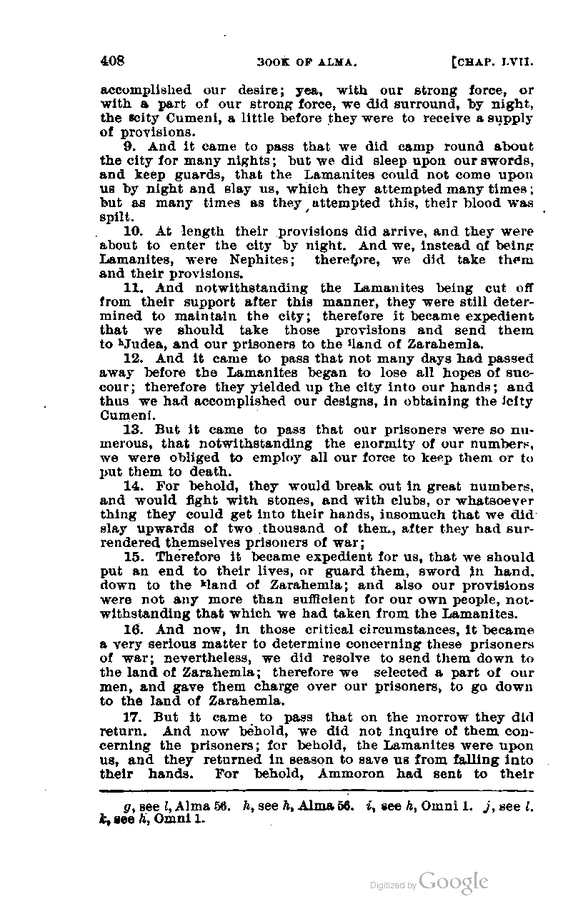 408 BOOK OF ALMA. [CHAP. LVII.
accomplished our desire; yea, with our strong force, or
with a part of our strong force, we did surround, by night,
the gcity Cumeni, a little before they were to receive a supply
of provisions.
9. And it came to pass that we did camp round about
the city for many nights; but we did sleep upon our swords,
and keep guards, that the Lamanites could not come upon
us by night and slay us, which they attempted many times;
but as many times as they attempted this, their blood was
spilt.
10. At length their provisions did arrive, and they were
about to enter the city by night. And we, instead of being
Lamanites, were Nephites; therefore, we did take them
and their provisions.
11. And notwithstanding the Lamanites being cut off
from their support after this manner, they were still deter-
mined to maintain the city; therefore it became expedient
that we should take those provisions and send them
to hJudea, and our prisoners to the iland of Zarahemla.
12. And it came to pass that not many days had passed
away before the Lamanites began to lose all hopes of suc-
cour; therefore they yielded up the city into our hands; and
thus we had accomplished our designs, in obtaining the jcity
Cumeni.
13. But it came to pass that our prisoners were so nu-
merous, that notwithstanding the enormity of our numbers,
we were obliged to employ all our force to keep them or to
put them to death.
14. For behold, they would break out in great numbers,
and would fight with stones, and with clubs, or whatsoever
thing they could get into their hands, insomuch that we did
slay upwards of two thousand of them, after they had sur-
rendered themselves prisoners of war;
15. Therefore it became expedient for us, that we should
put an end to their lives, or guard them, sword in hand,
down to the kland of Zarahemla; and also our provisions
were not any more than sufficient for our own people, not-
withstanding that which we had taken from the Lamanites.
16. And now, in those critical circumstances, it became
a very serious matter to determine concerning these prisoners
of war; nevertheless, we did resolve to send them down to
the land of Zarahemla; therefore we selected a part of our
men, and gave them charge over our prisoners, to go down
to the land of Zarahemla.
17. But it came to pass that on the morrow they did
return. And now behold, we did not inquire of them con-
cerning the prisoners; for behold, the Lamanites were upon
us, and they returned in season to save us from falling into
their hands. For behold, Ammoron had sent to their
g, see l, Alma 56. h, see h, Alma 56. i, see h, Omni 1. j, see l.
k, see h, Omni 1.
Digitized by Google